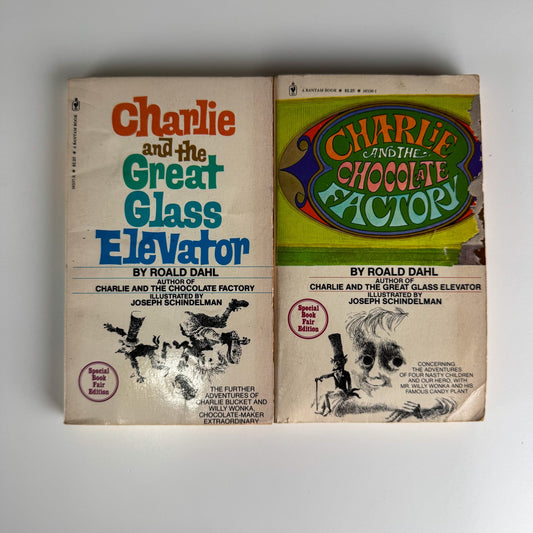 Charlie
and the
Great
Glass
Elevator
BY ROALD DAHL
AUTHOR OF
CHARLIE AND THE CHOCOLATE FACTORY
ILLUSTRATED BY
JOSEPH SCHINDELMAN
Special
Book
Fair
Edition
THE FURTHER
ADVENTURES OF
CHARLIE BUCKET AND
WILLY WONKA,
CHOCOLATE-MAKER
EXTRAORDINARY
A BANTAM BOOK
CHARLIE
AND THE
CHOCOLATE
FACTORY
BY ROALD DAHL
AUTHOR OF
CHARLIE AND THE GREAT GLASS ELEVATOR
ILLUSTRATED BY
JOSEPH SCHINDELMAN
Special
Book Fair
Edition
CONCERNING
THE ADVENTURES
OF FOUR NASTY CHILDREN
AND OUR HERO, WITH
MR. WILLY WONKA AND HIS
FAMOUS CANDY PLANT